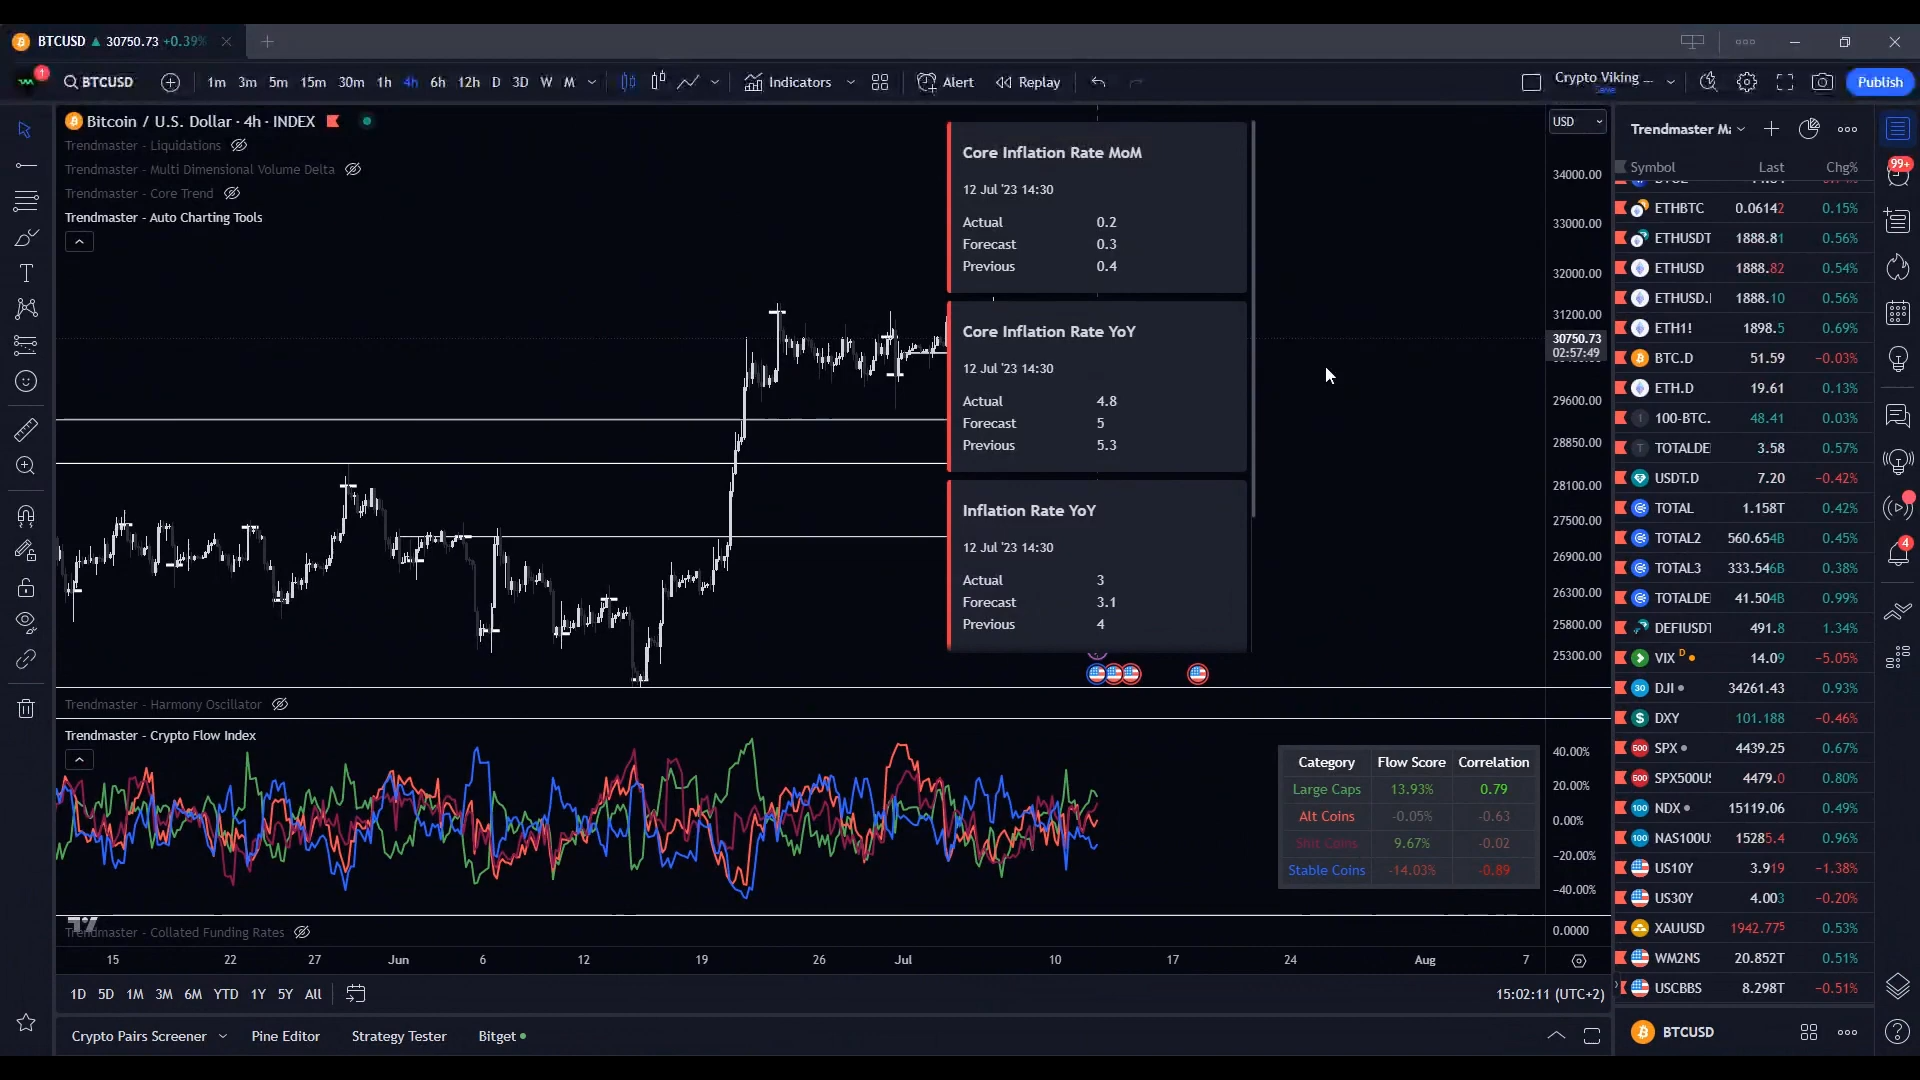 BTCUSD ▲ 30750.73 +0.39%
BTCUSD 1m 3m 5m 15m 30m 1h 4h 6h 12h D 3D W M Indicators Alert Replay Crypto Viking Save Publish
Bitcoin / U.S. Dollar · 4h · INDEX
Trendmaster - Liquidations
Trendmaster - Multi Dimensional Volume Delta
Trendmaster - Core Trend
Trendmaster - Auto Charting Tools
Core Inflation Rate MoM
12 Jul '23 14:30
Actual 0.2
Forecast 0.3
Previous 0.4
Core Inflation Rate YoY
12 Jul '23 14:30
Actual 4.8
Forecast 5
Previous 5.3
Inflation Rate YoY
12 Jul '23 14:30
Actual 3
Forecast 3.1
Previous 4
USD
34000.00
33000.00
32000.00
31200.00
30750.73
02:57:49
29600.00
28850.00
28100.00
27500.00
26900.00
26300.00
25800.00
25300.00
Trendmaster - Harmony Oscillator
Trendmaster - Crypto Flow Index
Category Flow Score Correlation
Large Caps 13.93% 0.79
Alt Coins -0.05% -0.63
Shit Coins 9.67% -0.02
Stable Coins -14.03% -0.89
40.00%
20.00%
0.00%
−20.00%
−40.00%
Trendmaster - Collated Funding Rates
0.0000
15 22 27 Jun 6 12 19 26 Jul 10 17 24 Aug 7
1D 5D 1M 3M 6M YTD 1Y 5Y All
15:02:11 (UTC+2)
Crypto Pairs Screener Pine Editor Strategy Tester Bitget
Trendmaster
Symbol Last Chg%
ETHBTC 0.06142 0.15%
ETHUSDT 1888.81 0.56%
ETHUSD 1888.82 0.54%
ETHUSD. 1888.10 0.56%
ETH1! 1898.5 0.69%
BTC.D 51.59 −0.03%
ETH.D 19.61 0.13%
100-BTC. 48.41 0.03%
TOTALDE 3.58 0.57%
USDT.D 7.20 −0.42%
TOTAL 1.158T 0.42%
TOTAL2 560.654B 0.45%
TOTAL3 333.546B 0.38%
TOTALDE 41.504B 0.99%
DEFIUSDT 491.8 1.34%
VIX D 14.09 −5.05%
30 DJI 34261.43 0.93%
DXY 101.188 −0.46%
500 SPX 4439.25 0.67%
500 SPX500US 4479.0 0.80%
100 NDX 15119.06 0.49%
100 NAS100US 15285.4 0.96%
US10Y 3.919 −1.38%
US30Y 4.003 −0.20%
XAUUSD 1942.775 0.53%
WM2NS 20.852T 0.51%
USCBBS 8.298T −0.51%
BTCUSD
1
99+
4